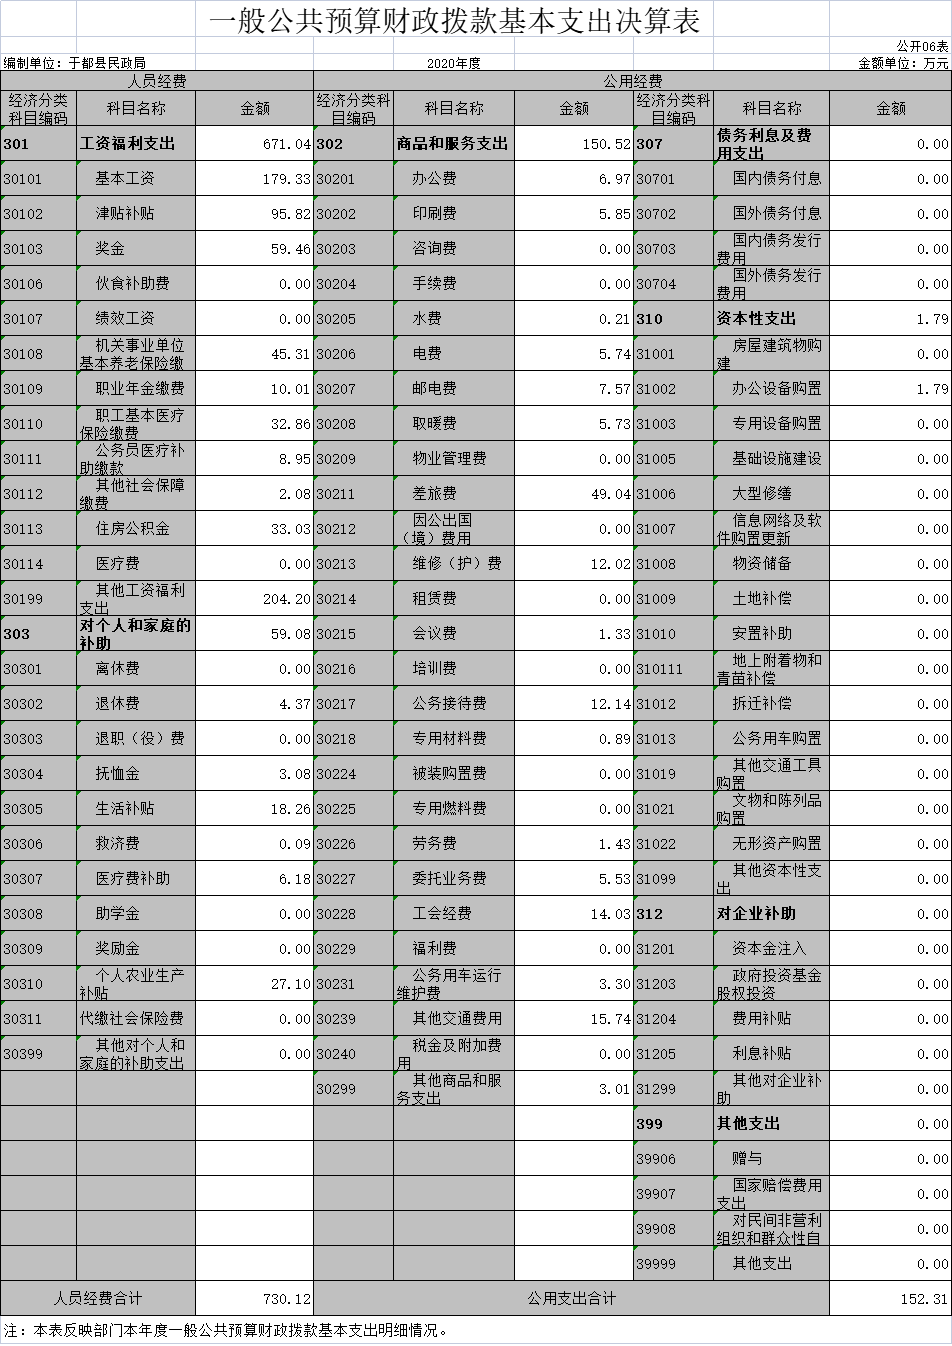 一般公共预算财政拨款基本支出决算表
公开06表
编制单位：于都县民政局 2020年度 金额单位：万元
人员经费 公用经费
经济分类科目编码 科目名称 金额 经济分类科目编码 科目名称 金额 经济分类科目编码 科目名称 金额
301 工资福利支出 671.04 302 商品和服务支出 150.52 307 债务利息及费用支出 0.00
30101 基本工资 179.33 30201 办公费 6.97 30701 国内债务付息 0.00
30102 津贴补贴 95.82 30202 印刷费 5.85 30702 国外债务付息 0.00
30103 奖金 59.46 30203 咨询费 0.00 30703 国内债务发行费用 0.00
30106 伙食补助费 0.00 30204 手续费 0.00 30704 国外债务发行费用 0.00
30107 绩效工资 0.00 30205 水费 0.21 310 资本性支出 1.79
30108 机关事业单位基本养老保险缴 45.31 30206 电费 5.74 31001 房屋建筑物购建 0.00
30109 职业年金缴费 10.01 30207 邮电费 7.57 31002 办公设备购置 1.79
30110 职工基本医疗保险缴费 32.86 30208 取暖费 5.73 31003 专用设备购置 0.00
30111 公务员医疗补助缴款 8.95 30209 物业管理费 0.00 31005 基础设施建设 0.00
30112 其他社会保障缴费 2.08 30211 差旅费 49.04 31006 大型修缮 0.00
30113 住房公积金 33.03 30212 因公出国（境）费用 0.00 31007 信息网络及软件购置更新 0.00
30114 医疗费 0.00 30213 维修（护）费 12.02 31008 物资储备 0.00
30199 其他工资福利支出 204.20 30214 租赁费 0.00 31009 土地补偿 0.00
303 对个人和家庭的补助 59.08 30215 会议费 1.33 31010 安置补助 0.00
30301 离休费 0.00 30216 培训费 0.00 310111 地上附着物和青苗补偿 0.00
30302 退休费 4.37 30217 公务接待费 12.14 31012 拆迁补偿 0.00
30303 退职（役）费 0.00 30218 专用材料费 0.89 31013 公务用车购置 0.00
30304 抚恤金 3.08 30224 被装购置费 0.00 31019 其他交通工具购置 0.00
30305 生活补贴 18.26 30225 专用燃料费 0.00 31021 文物和陈列品购置 0.00
30306 救济费 0.09 30226 劳务费 1.43 31022 无形资产购置 0.00
30307 医疗费补助 6.18 30227 委托业务费 5.53 31099 其他资本性支出 0.00
30308 助学金 0.00 30228 工会经费 14.03 312 对企业补助 0.00
30309 奖励金 0.00 30229 福利费 0.00 31201 资本金注入 0.00
30310 个人农业生产补贴 27.10 30231 公务用车运行维护费 3.30 31203 政府投资基金股权投资 0.00
30311 代缴社会保险费 0.00 30239 其他交通费用 15.74 31204 费用补贴 0.00
30399 其他对个人和家庭的补助支出 0.00 30240 税金及附加费用 0.00 31205 利息补贴 0.00
30299 其他商品和服务支出 3.01 31299 其他对企业补助 0.00
399 其他支出 0.00
39906 赠与 0.00
39907 国家赔偿费用支出 0.00
39908 对民间非营利组织和群众性自 0.00
39999 其他支出 0.00
人员经费合计 730.12 公用支出合计 152.31
注：本表反映部门本年度一般公共预算财政拨款基本支出明细情况。